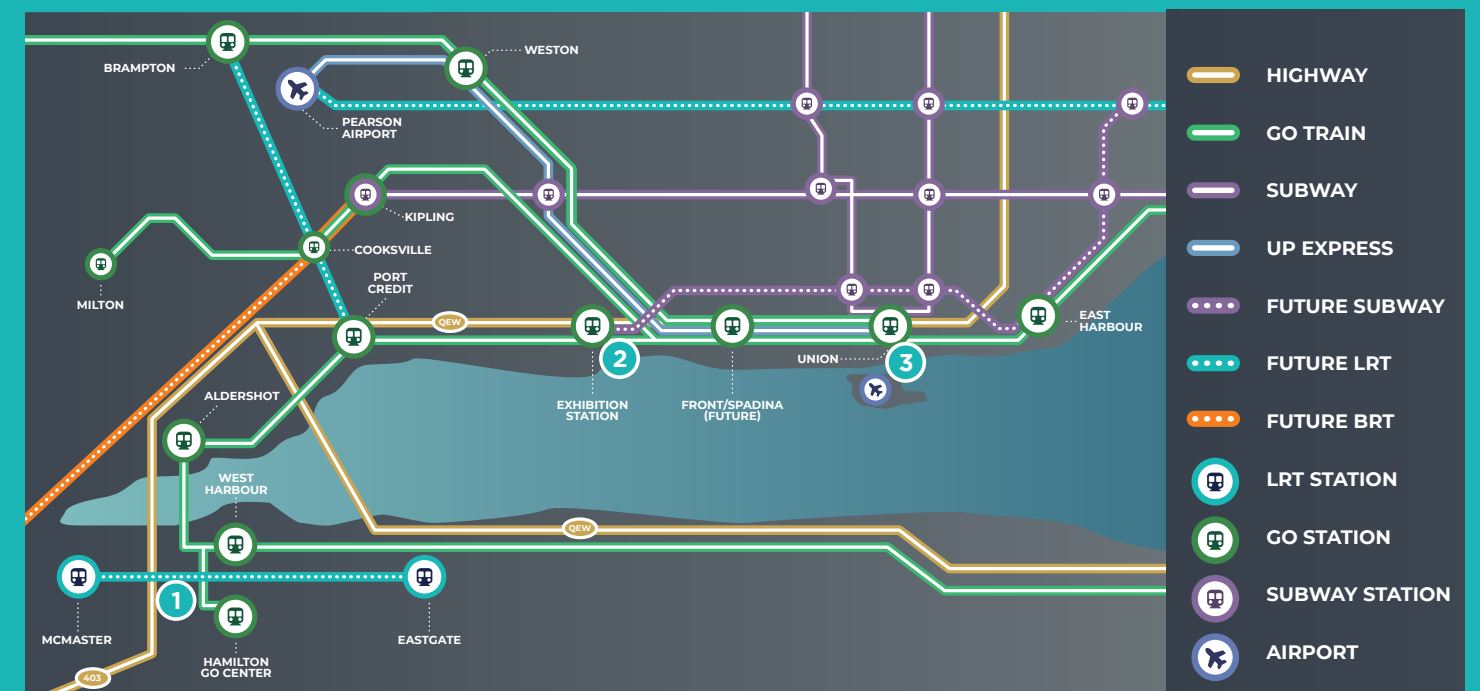 BRAMPTON
WESTON
PEARSON
AIRPORT
KIPLING
COOKSVILLE
PORT
CREDIT
MILTON
QEW
EAST
HARBOUR
UNION
2
3
ALDERSHOT
EXHIBITION
STATION
FRONT/SPADINA
(FUTURE)
WEST
HARBOUR
QEW
1
MCMASTER
EASTGATE
HAMILTON
GO CENTER
403
HIGHWAY
GO TRAIN
SUBWAY
UP EXPRESS
FUTURE SUBWAY
FUTURE LRT
FUTURE BRT
LRT STATION
GO STATION
SUBWAY STATION
AIRPORT